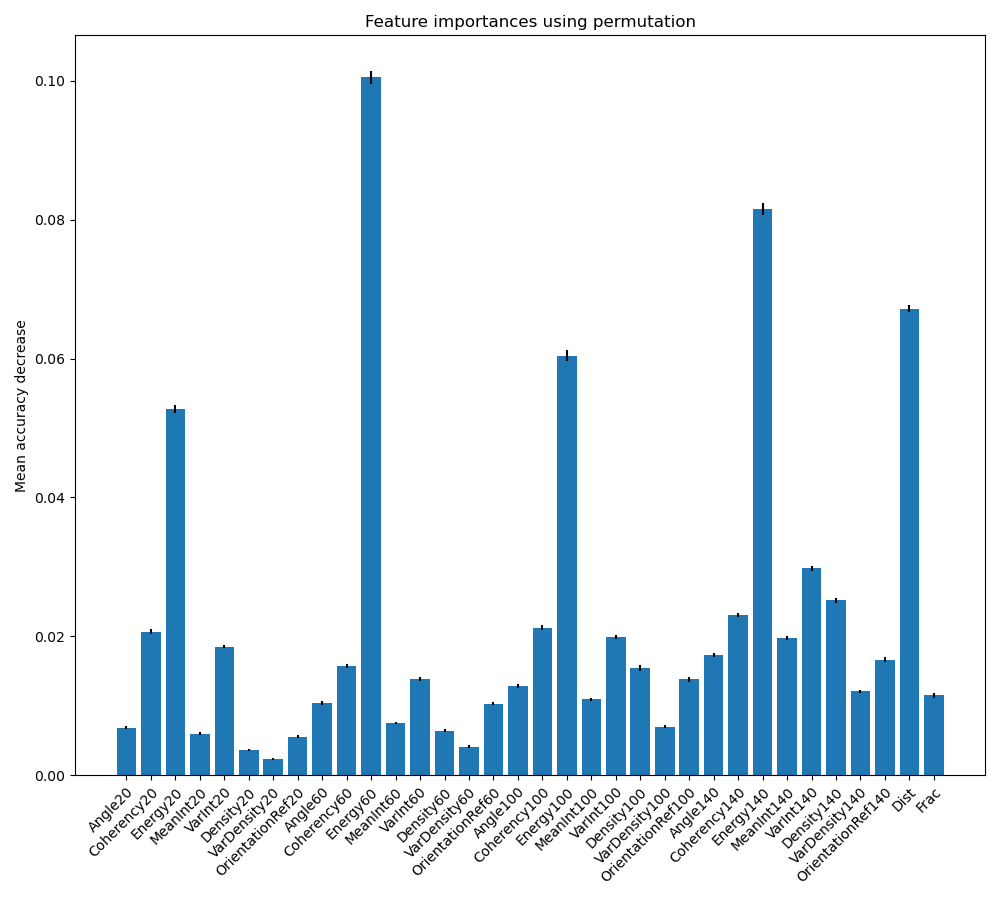 Feature importances using permutation
Mean accuracy decrease
0.10
0.08
0.06
0.04
0.02
0.00
Angle20
Coherency20
Energy20
MeanInt20
VarInt20
Density20
VarDensity20
OrientationRef20
Angle60
Coherency60
Energy60
MeanInt60
VarInt60
Density60
VarDensity60
OrientationRef60
Angle100
Coherency100
Energy100
MeanInt100
VarInt100
Density100
VarDensity100
OrientationRef100
Angle140
Coherency140
Energy140
MeanInt140
VarInt140
Density140
VarDensity140
OrientationRef140
Dist
Frac